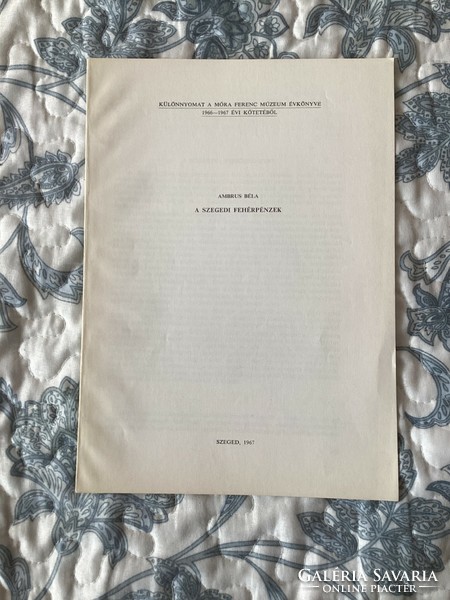 KÜLÖNNYOMAT A MÓRA FERENC MÚZEUM ÉVKÖNYVE
1966—1967 ÉVI KÖTETÉBŐL
AMBRUS BÉLA
A SZEGEDI FEHÉRPÉNZEK
SZEGED, 1967
GALÉRIA SAVARIA
ONLINE PIACTÉR